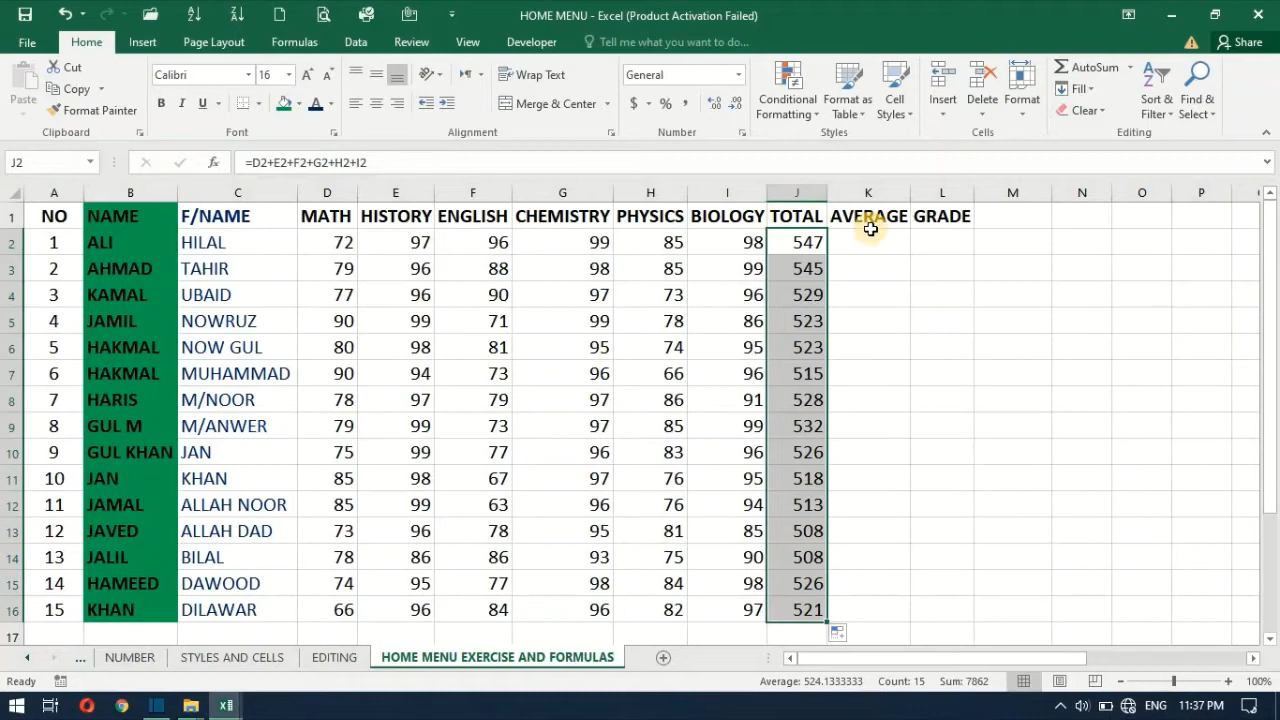 HOME MENU - Excel (Product Activation Failed)
File Home Insert Page Layout Formulas Data Review View Developer Tell me what you want to do... Share
Paste Cut Copy Format Painter Clipboard
Calibri 16 B I U A Font
Wrap Text Merge & Center Alignment
General $ % , Number
Conditional Formatting Format as Table Cell Styles Styles
Insert Delete Format Cells
AutoSum Fill Clear Sort & Filter Find & Select Editing
J2 fx =D2+E2+F2+G2+H2+I2
A B C D E F G H I J K L M N O P
1 NO NAME F/NAME MATH HISTORY ENGLISH CHEMISTRY PHYSICS BIOLOGY TOTAL AVERAGE GRADE
2 1 ALI HILAL 72 97 96 99 85 98 547
3 2 AHMAD TAHIR 79 96 88 98 85 99 545
4 3 KAMAL UBAID 77 96 90 97 73 96 529
5 4 JAMIL NOWRUZ 90 99 71 99 78 86 523
6 5 HAKMAL NOW GUL 80 98 81 95 74 95 523
7 6 HAKMAL MUHAMMAD 90 94 73 96 66 96 515
8 7 HARIS M/NOOR 78 97 79 97 86 91 528
9 8 GUL M M/ANWER 79 99 73 97 85 99 532
10 9 GUL KHAN JAN 75 99 77 96 83 96 526
11 10 JAN KHAN 85 98 67 97 76 95 518
12 11 JAMAL ALLAH NOOR 85 99 63 96 76 94 513
13 12 JAVED ALLAH DAD 73 96 78 95 81 85 508
14 13 JALIL BILAL 78 86 86 93 75 90 508
15 14 HAMEED DAWOOD 74 95 77 98 84 98 526
16 15 KHAN DILAWAR 66 96 84 96 82 97 521
17
... NUMBER STYLES AND CELLS EDITING HOME MENU EXERCISE AND FORMULAS
Ready Average: 524.1333333 Count: 15 Sum: 7862 100%
ENG 11:37 PM